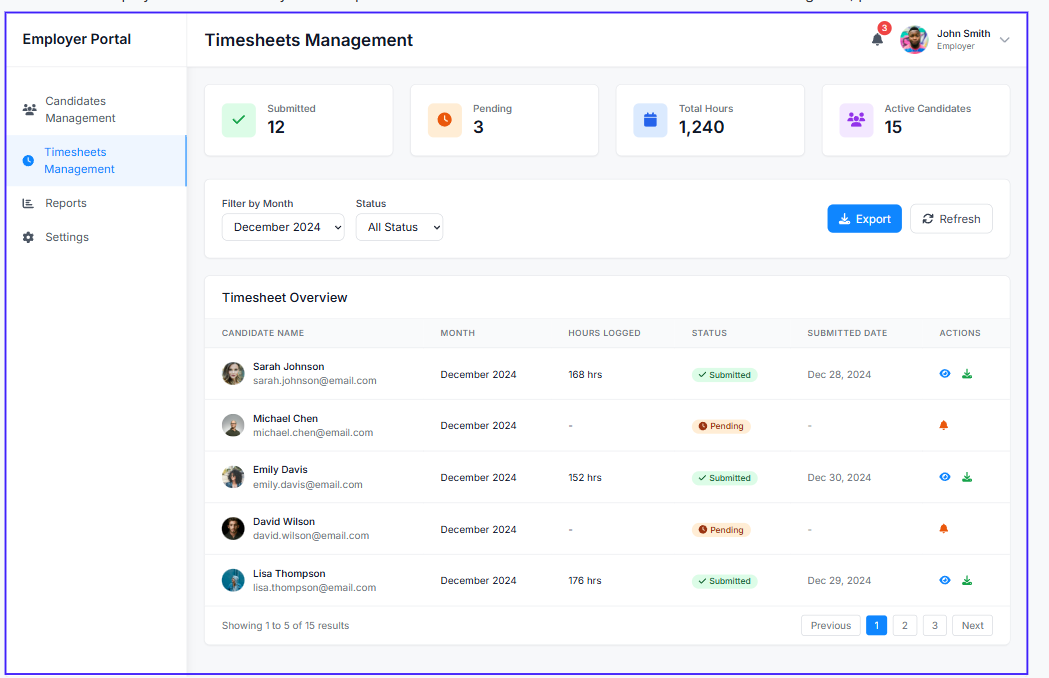 Employer Portal
Timesheets Management
3
John Smith
Employer
Candidates
Management
Timesheets
Management
Reports
Settings
Submitted
12
Pending
3
Total Hours
1,240
Active Candidates
15
Filter by Month
Status
December 2024
All Status
Export
Refresh
Timesheet Overview
CANDIDATE NAME MONTH HOURS LOGGED STATUS SUBMITTED DATE ACTIONS
Sarah Johnson
sarah.johnson@email.com
December 2024 168 hrs Submitted Dec 28, 2024
Michael Chen
michael.chen@email.com
December 2024 - Pending -
Emily Davis
emily.davis@email.com
December 2024 152 hrs Submitted Dec 30, 2024
David Wilson
david.wilson@email.com
December 2024 - Pending -
Lisa Thompson
lisa.thompson@email.com
December 2024 176 hrs Submitted Dec 29, 2024
Showing 1 to 5 of 15 results
Previous 1 2 3 Next